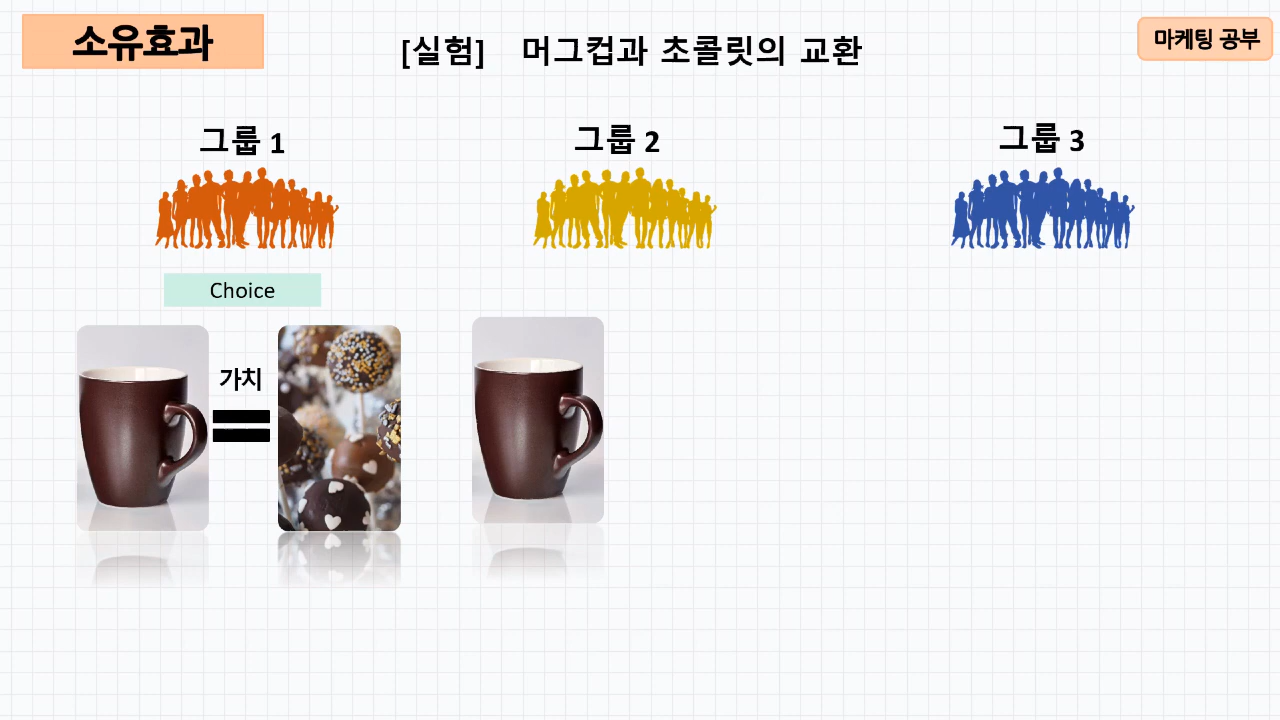 소유효과
[실험] 머그컵과 초콜릿의 교환
마케팅 공부
그룹 1
그룹 2
그룹 3
Choice
가치